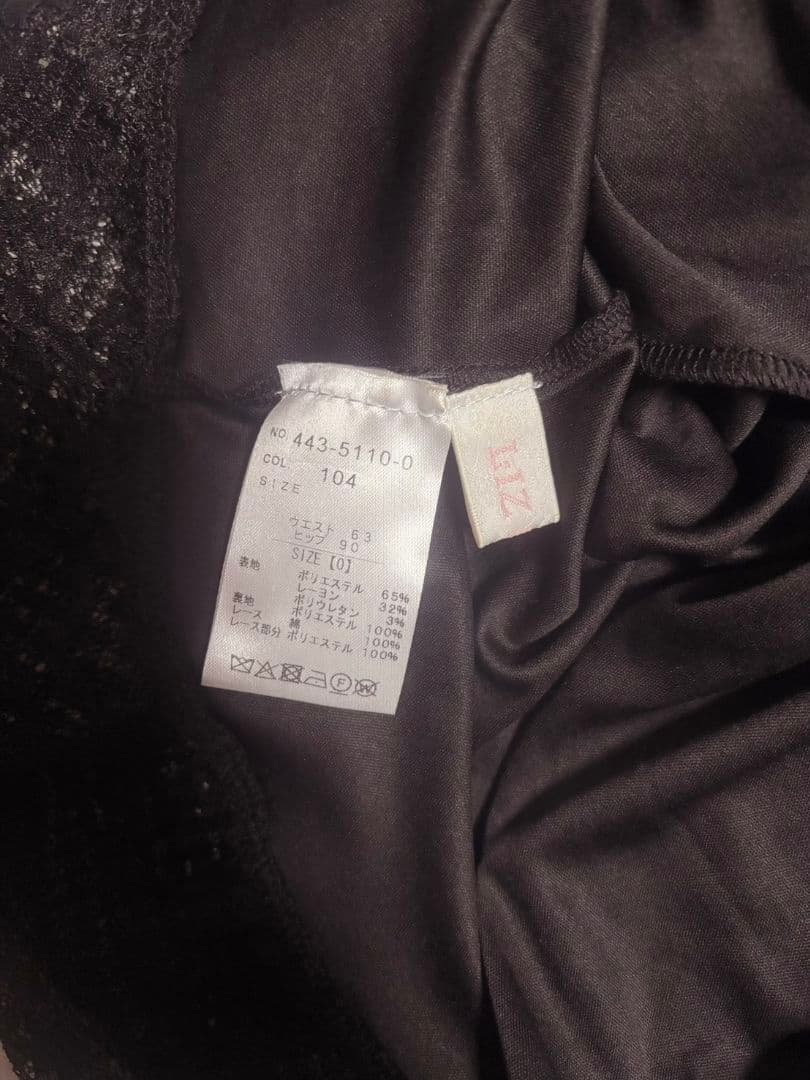 NO 443-5110-0
COL 104
SIZE
ウエスト 63
ヒップ 90
SIZE【0】
表地 ポリエステル 65%
レーヨン 32%
ポリウレタン 3%
裏地 ポリエステル 100%
レース 綿 100%
レース部分 ポリエステル 100%
F
W
LIZ